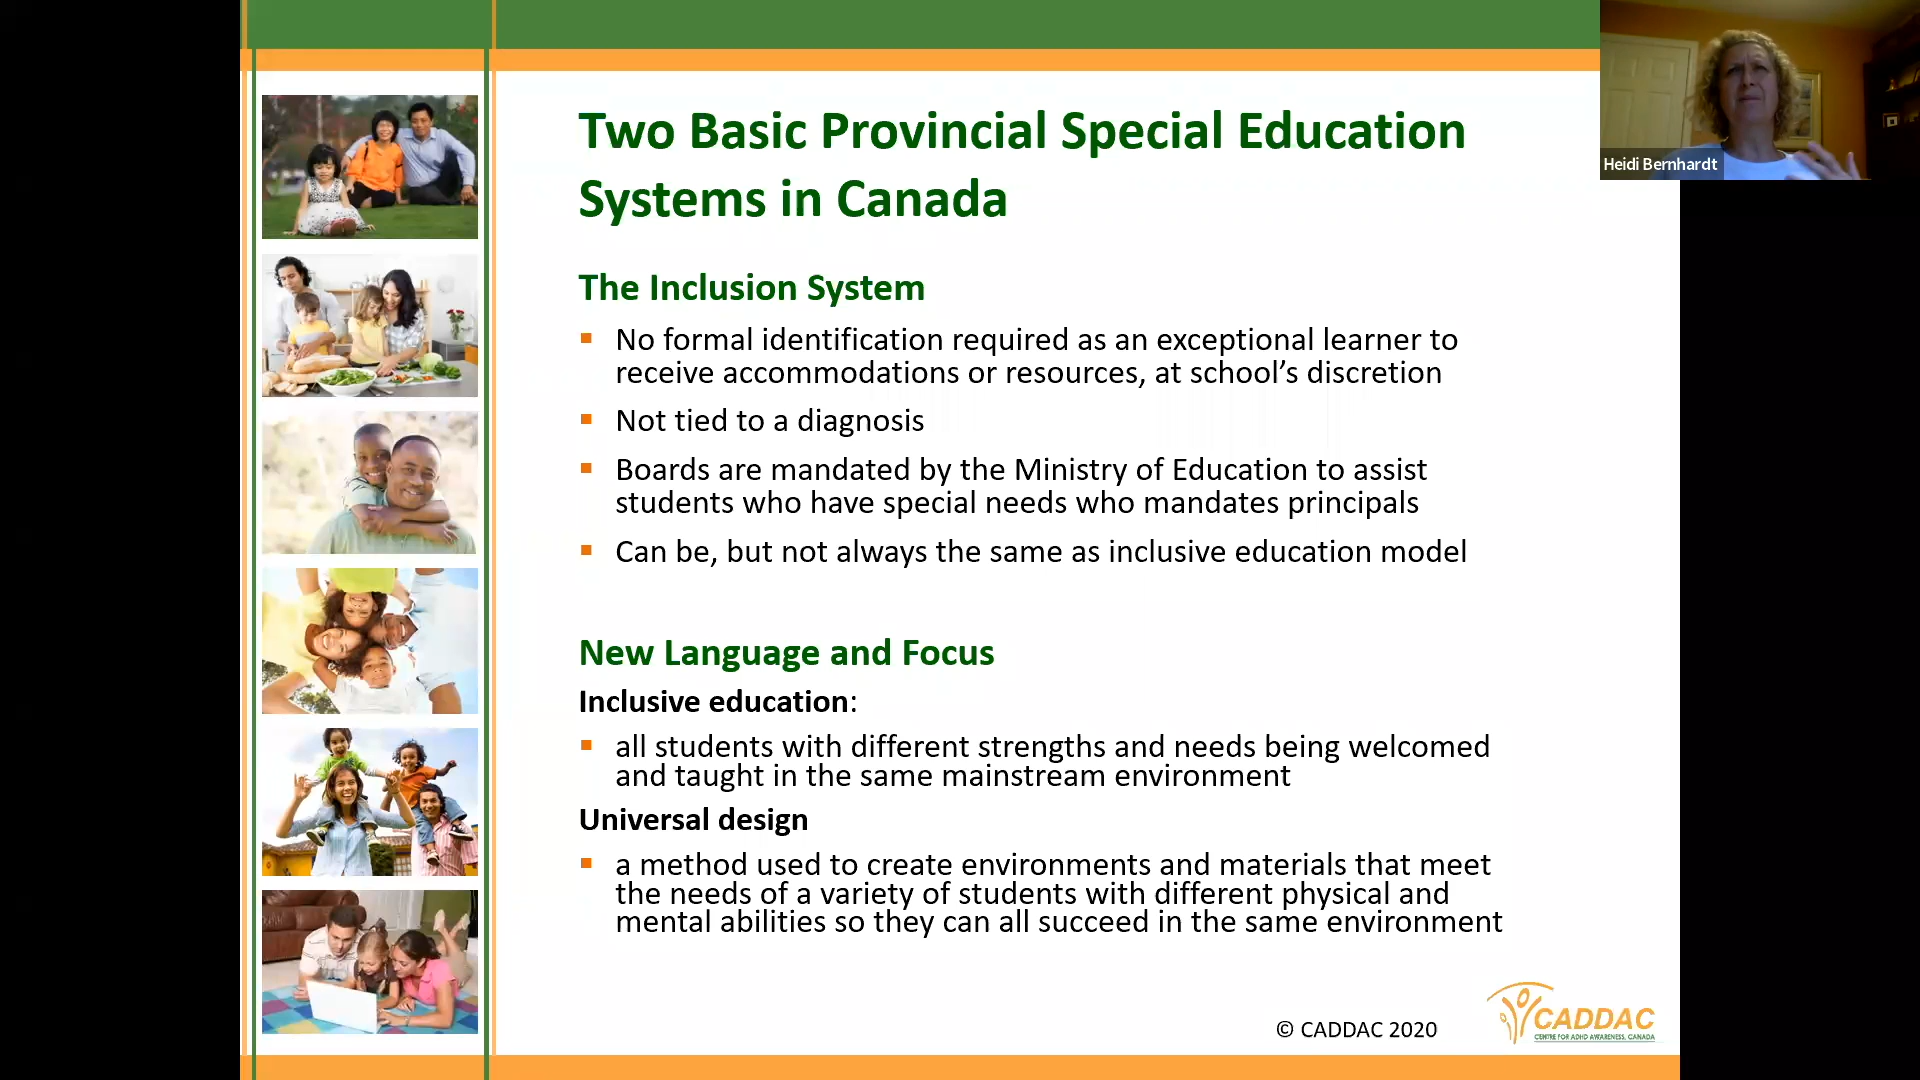 Two Basic Provincial Special Education
Systems in Canada
Heidi Bernhardt
The Inclusion System
No formal identification required as an exceptional learner to
receive accommodations or resources, at school’s discretion
Not tied to a diagnosis
Boards are mandated by the Ministry of Education to assist
students who have special needs who mandates principals
Can be, but not always the same as inclusive education model
New Language and Focus
Inclusive education:
all students with different strengths and needs being welcomed
and taught in the same mainstream environment
Universal design
a method used to create environments and materials that meet
the needs of a variety of students with different physical and
mental abilities so they can all succeed in the same environment
© CADDAC 2020
CADDAC
CENTRE FOR ADHD AWARENESS, CANADA